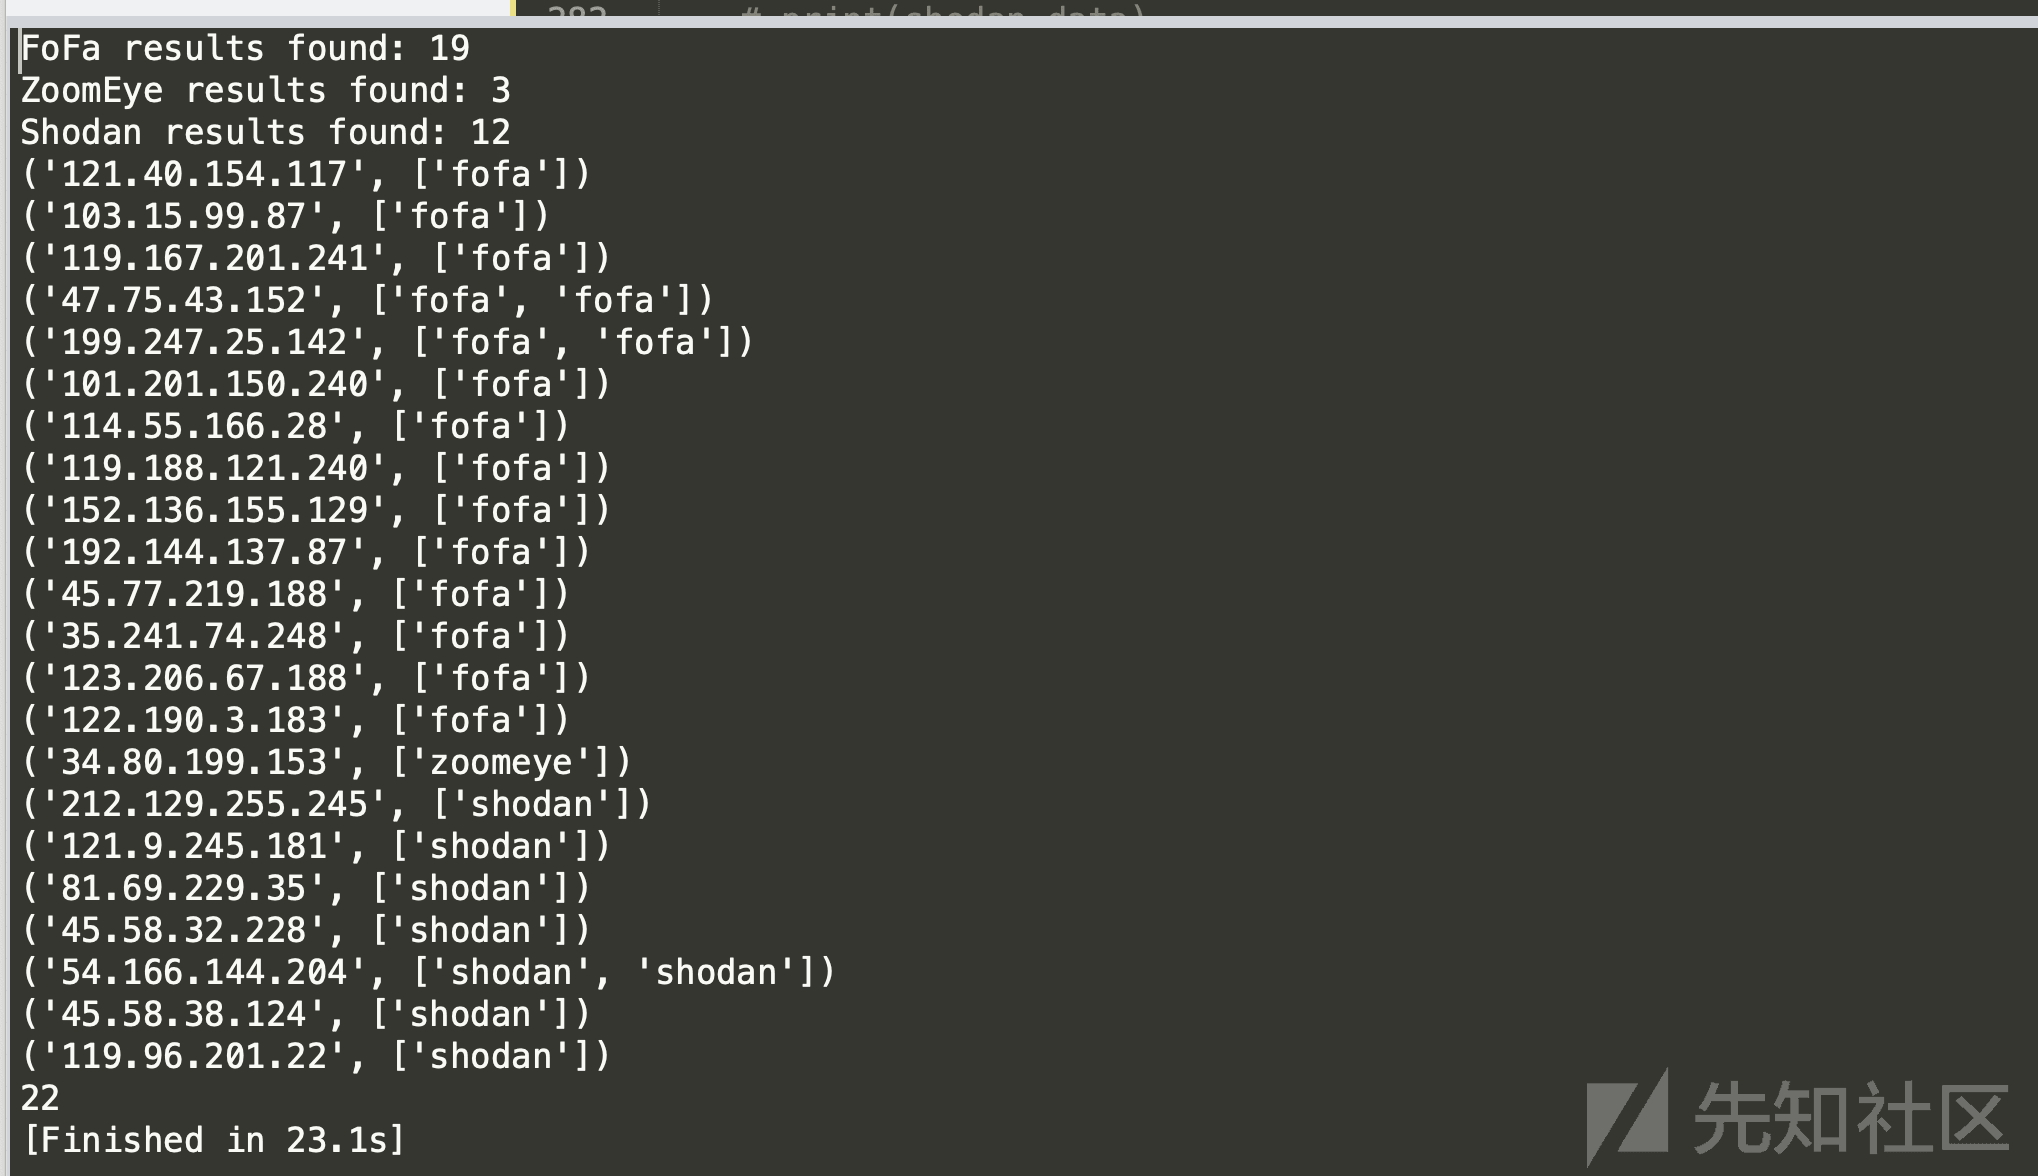 282 # print(shodan_data)
FoFa results found: 19
ZoomEye results found: 3
Shodan results found: 12
('121.40.154.117', ['fofa'])
('103.15.99.87', ['fofa'])
('119.167.201.241', ['fofa'])
('47.75.43.152', ['fofa', 'fofa'])
('199.247.25.142', ['fofa', 'fofa'])
('101.201.150.240', ['fofa'])
('114.55.166.28', ['fofa'])
('119.188.121.240', ['fofa'])
('152.136.155.129', ['fofa'])
('192.144.137.87', ['fofa'])
('45.77.219.188', ['fofa'])
('35.241.74.248', ['fofa'])
('123.206.67.188', ['fofa'])
('122.190.3.183', ['fofa'])
('34.80.199.153', ['zoomeye'])
('212.129.255.245', ['shodan'])
('121.9.245.181', ['shodan'])
('81.69.229.35', ['shodan'])
('45.58.32.228', ['shodan'])
('54.166.144.204', ['shodan', 'shodan'])
('45.58.38.124', ['shodan'])
('119.96.201.22', ['shodan'])
22
[Finished in 23.1s]
先知社区